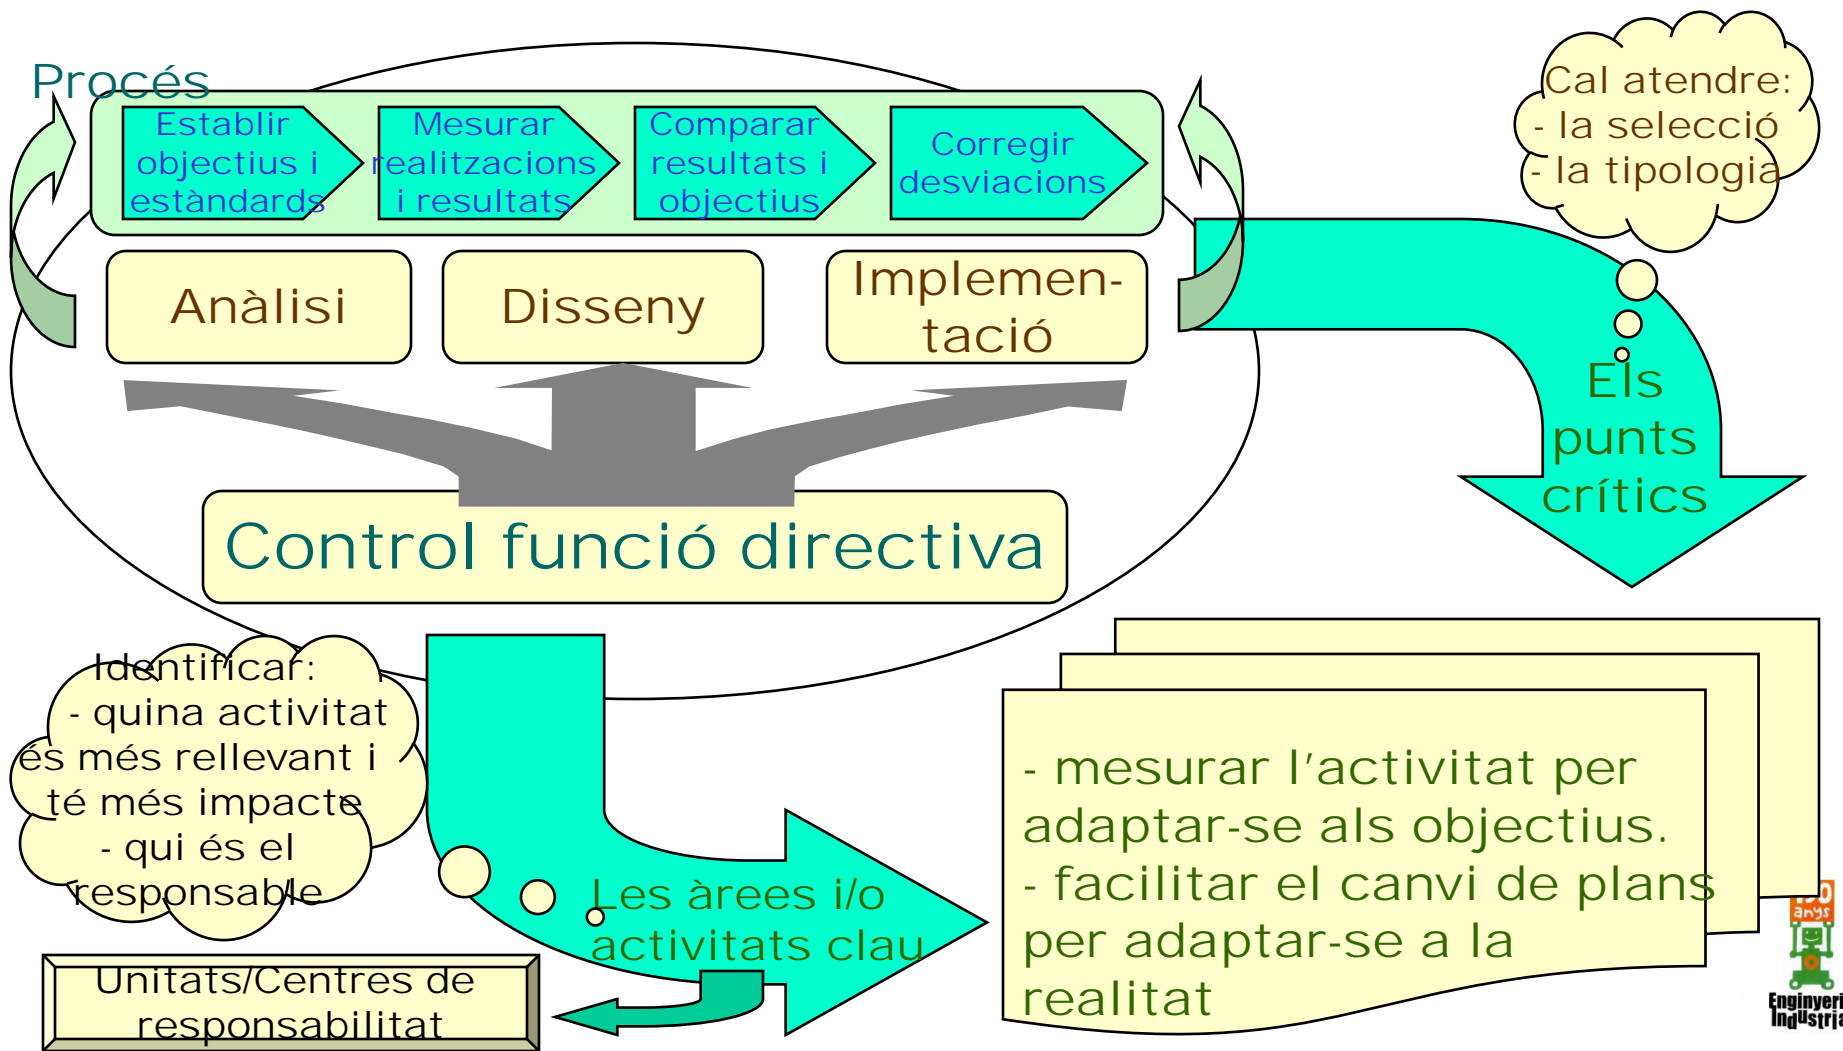 Procés
Establir
objectius i
estàndards
Mesurar
realitzacions
i resultats
Comparar
resultats i
objectius
Corregir
desviacions
Cal atendre:
- la selecció
- la tipologia
Anàlisi
Disseny
Implemen-
tació
Els
punts
crítics
Control funció directiva
Identificar:
- quina activitat
és més rellevant i
té més impacte
- qui és el
responsable
Les àrees i/o
activitats clau
Unitats/Centres de
responsabilitat
- mesurar l'activitat per
adaptar-se als objectius.
- facilitar el canvi de plans
per adaptar-se a la
realitat
anys